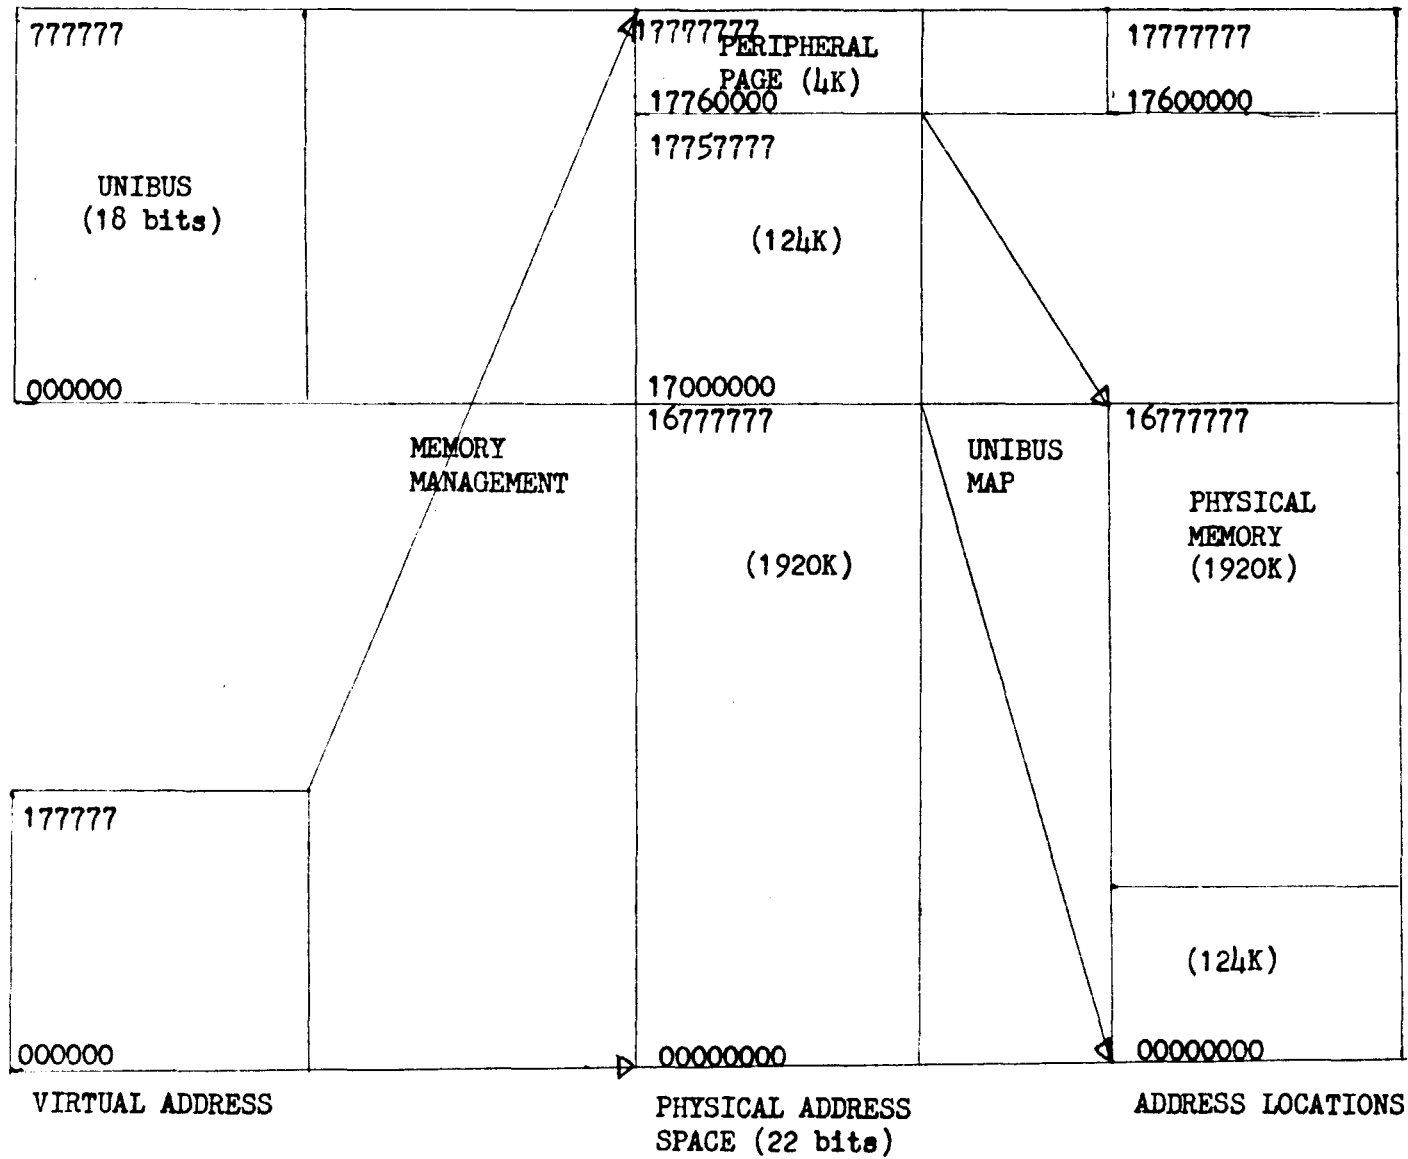 777777
UNIBUS
(18 bits)
000000
17777777
PERIPHERAL
PAGE (4K)
17760000
17757777
(124K)
17000000
16777777
(1920K)
17777777
17600000
16777777
MEMORY
MANAGEMENT
UNIBUS
MAP
PHYSICAL
MEMORY
(1920K)
177777
000000
00000000
(124K)
00000000
VIRTUAL ADDRESS
PHYSICAL ADDRESS
SPACE (22 bits)
ADDRESS LOCATIONS